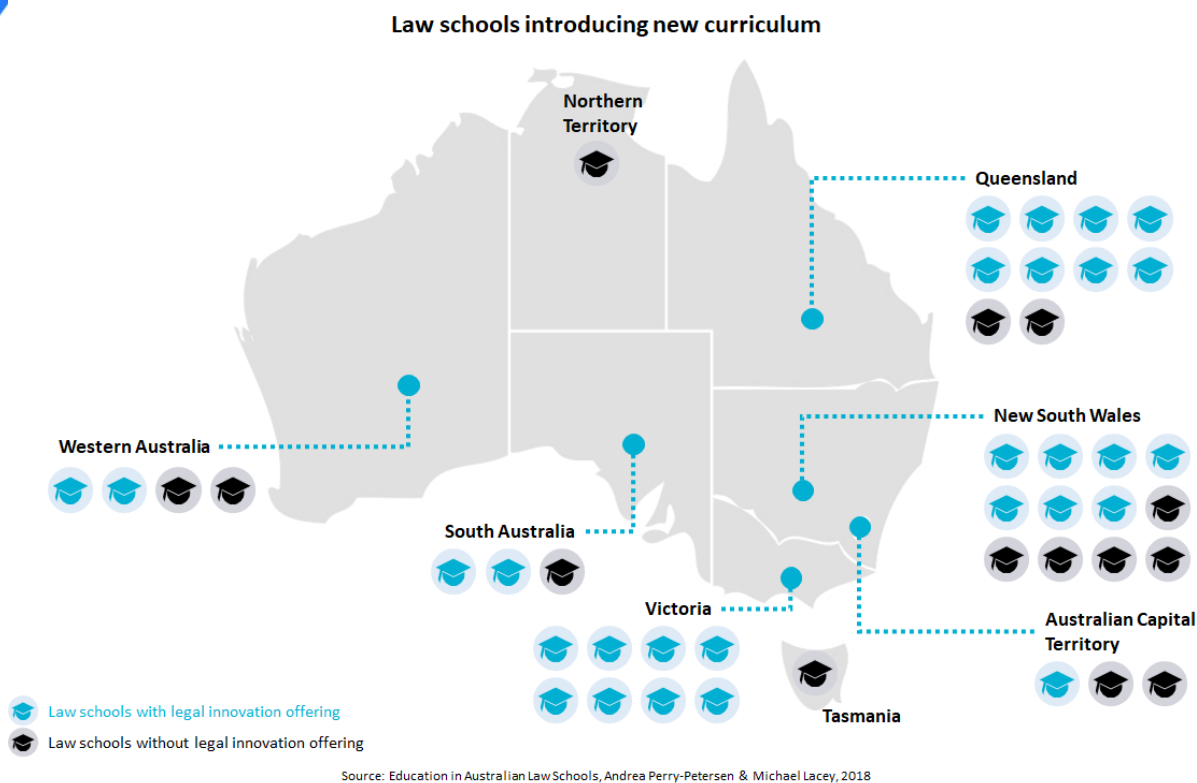 Law schools introducing new curriculum
Northern
Territory
Queensland
Western Australia
New South Wales
South Australia
Victoria
Australian Capital
Territory
Tasmania
Law schools with legal innovation offering
Law schools without legal innovation offering
Source: Education in Australian Law Schools, Andrea Perry-Petersen & Michael Lacey, 2018